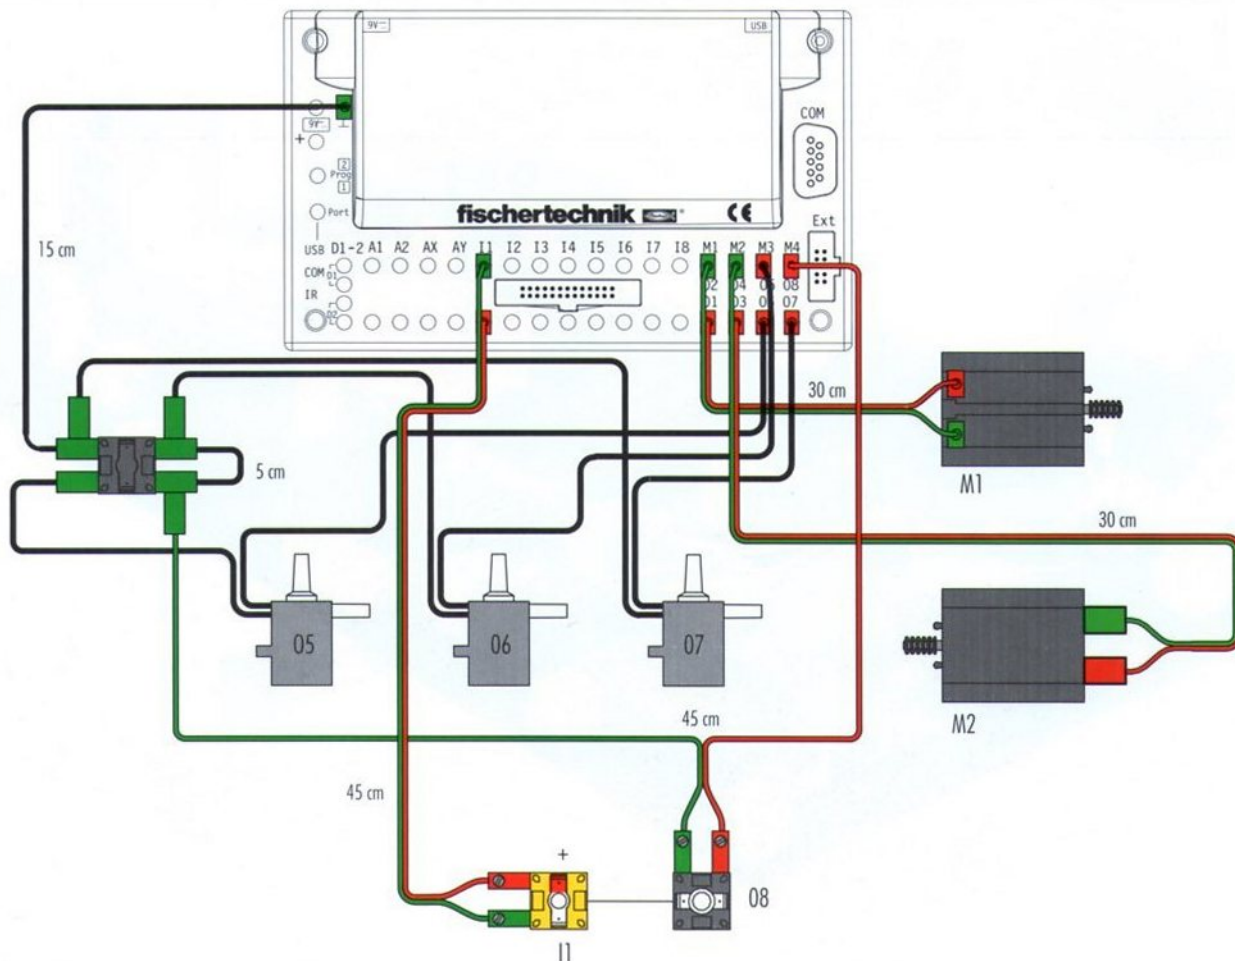 9V⎓ USB
COM
9V⎓ ⊥
+
2
Prog
1
Port
fischertechnik ® CE
Ext
USB D1-2 A1 A2 AX AY I1 I2 I3 I4 I5 I6 I7 I8 M1 M2 M3 M4
COM D1 O2 O4 O6 O8
IR O1 O3 O5 O7
D2
15 cm
30 cm
5 cm
M1
30 cm
O5 O6 O7
45 cm
M2
45 cm
+
O8
I1